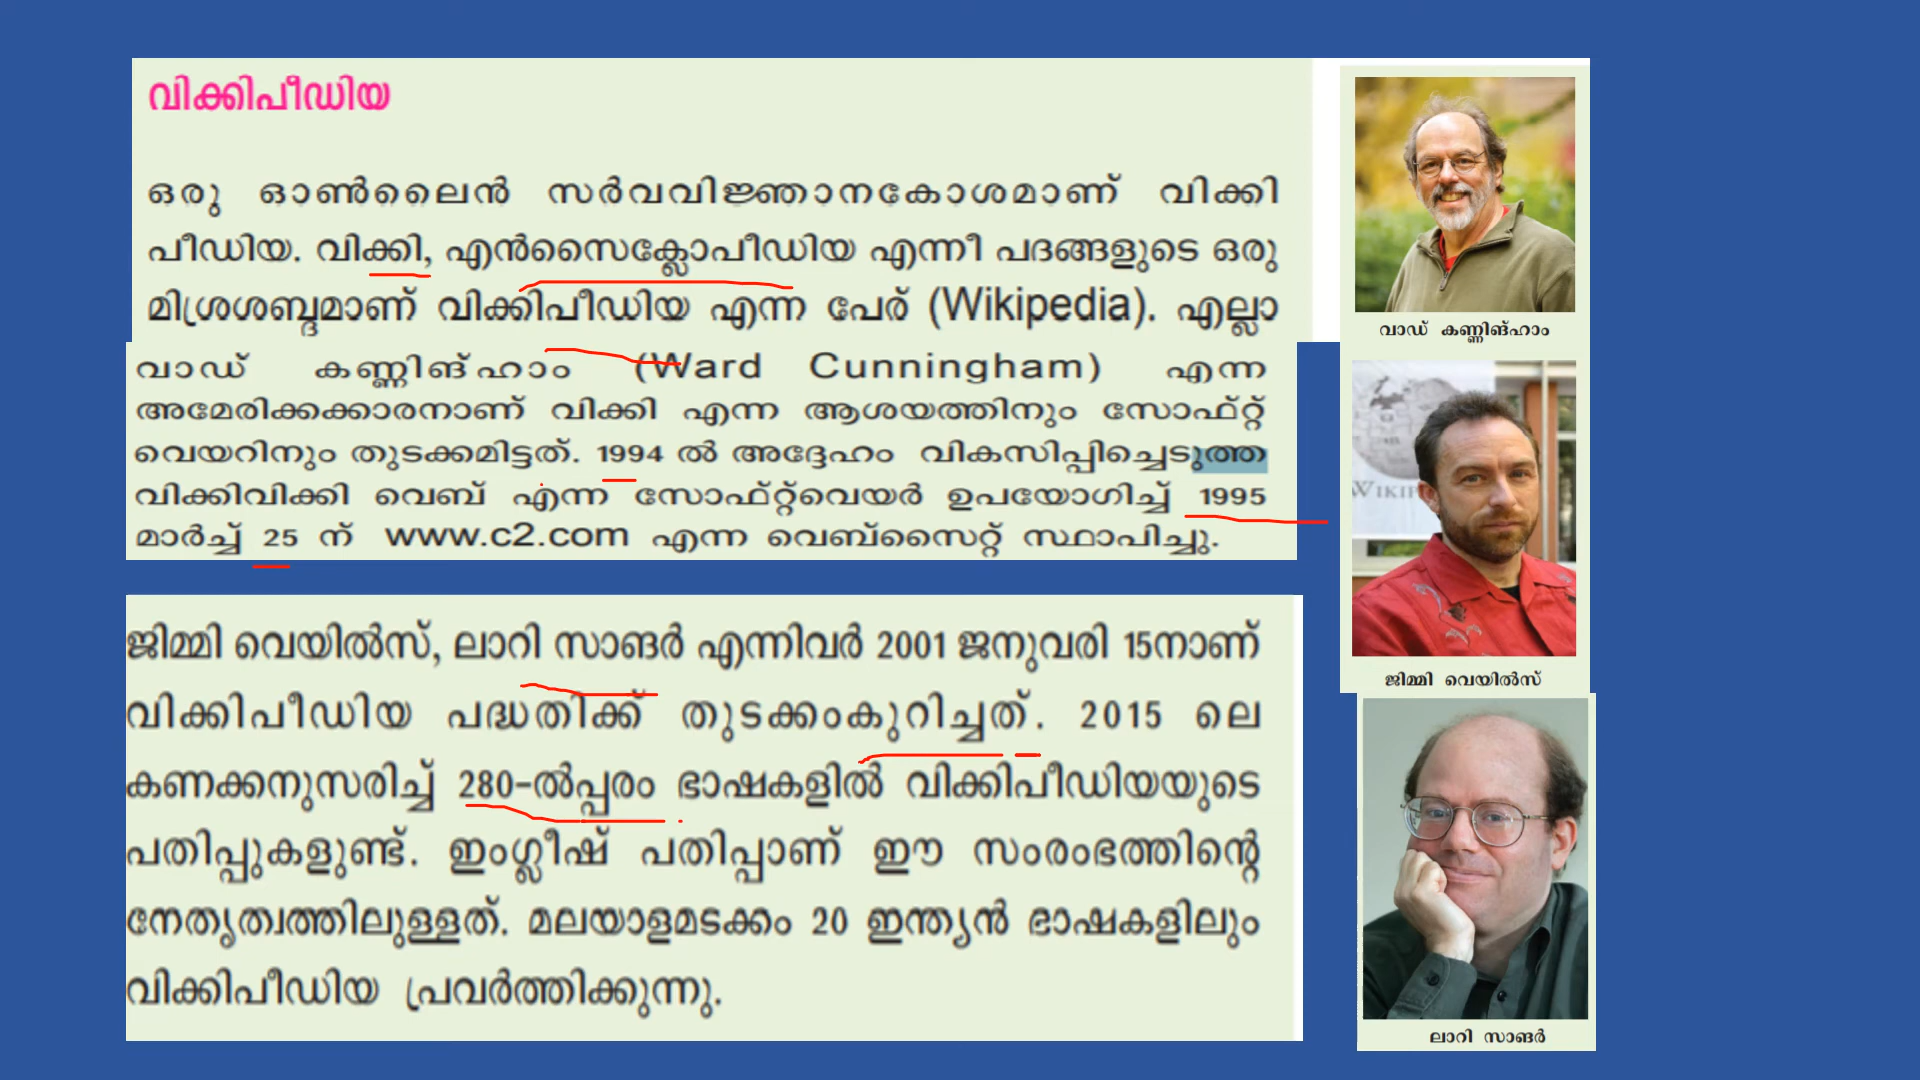 വിക്കിപീഡിയ
ഒരു ഓൺലൈൻ സർവവിജ്ഞാനകോശമാണ് വിക്കി
പീഡിയ. വിക്കി, എൻസൈക്ലോപീഡിയ എന്നീ പദങ്ങളുടെ ഒരു
മിശ്രശബ്ദമാണ് വിക്കിപീഡിയ എന്ന പേര് (Wikipedia). എല്ലാ
വാഡ് കണ്ണിങ്ഹാം (Ward Cunningham) എന്ന
അമേരിക്കക്കാരനാണ് വിക്കി എന്ന ആശയത്തിനും സോഫ്റ്റ്
വെയറിനും തുടക്കമിട്ടത്. 1994 ൽ അദ്ദേഹം വികസിപ്പിച്ചെടുത്ത
വിക്കിവിക്കി വെബ് എന്ന സോഫ്റ്റ്‌വെയർ ഉപയോഗിച്ച് 1995
മാർച്ച് 25 ന് www.c2.com എന്ന വെബ്സൈറ്റ് സ്ഥാപിച്ചു.
ജിമ്മി വെയിൽസ്, ലാറി സാങർ എന്നിവർ 2001 ജനുവരി 15നാണ്
വിക്കിപീഡിയ പദ്ധതിക്ക് തുടക്കംകുറിച്ചത്. 2015 ലെ
കണക്കനുസരിച്ച് 280-ൽപ്പരം ഭാഷകളിൽ വിക്കിപീഡിയയുടെ
പതിപ്പുകളുണ്ട്. ഇംഗ്ലീഷ് പതിപ്പാണ് ഈ സംരംഭത്തിന്റെ
നേതൃത്വത്തിലുള്ളത്. മലയാളമടക്കം 20 ഇന്ത്യൻ ഭാഷകളിലും
വിക്കിപീഡിയ പ്രവർത്തിക്കുന്നു.
വാഡ് കണ്ണിങ്ഹാം
ജിമ്മി വെയിൽസ്
ലാറി സാങർ